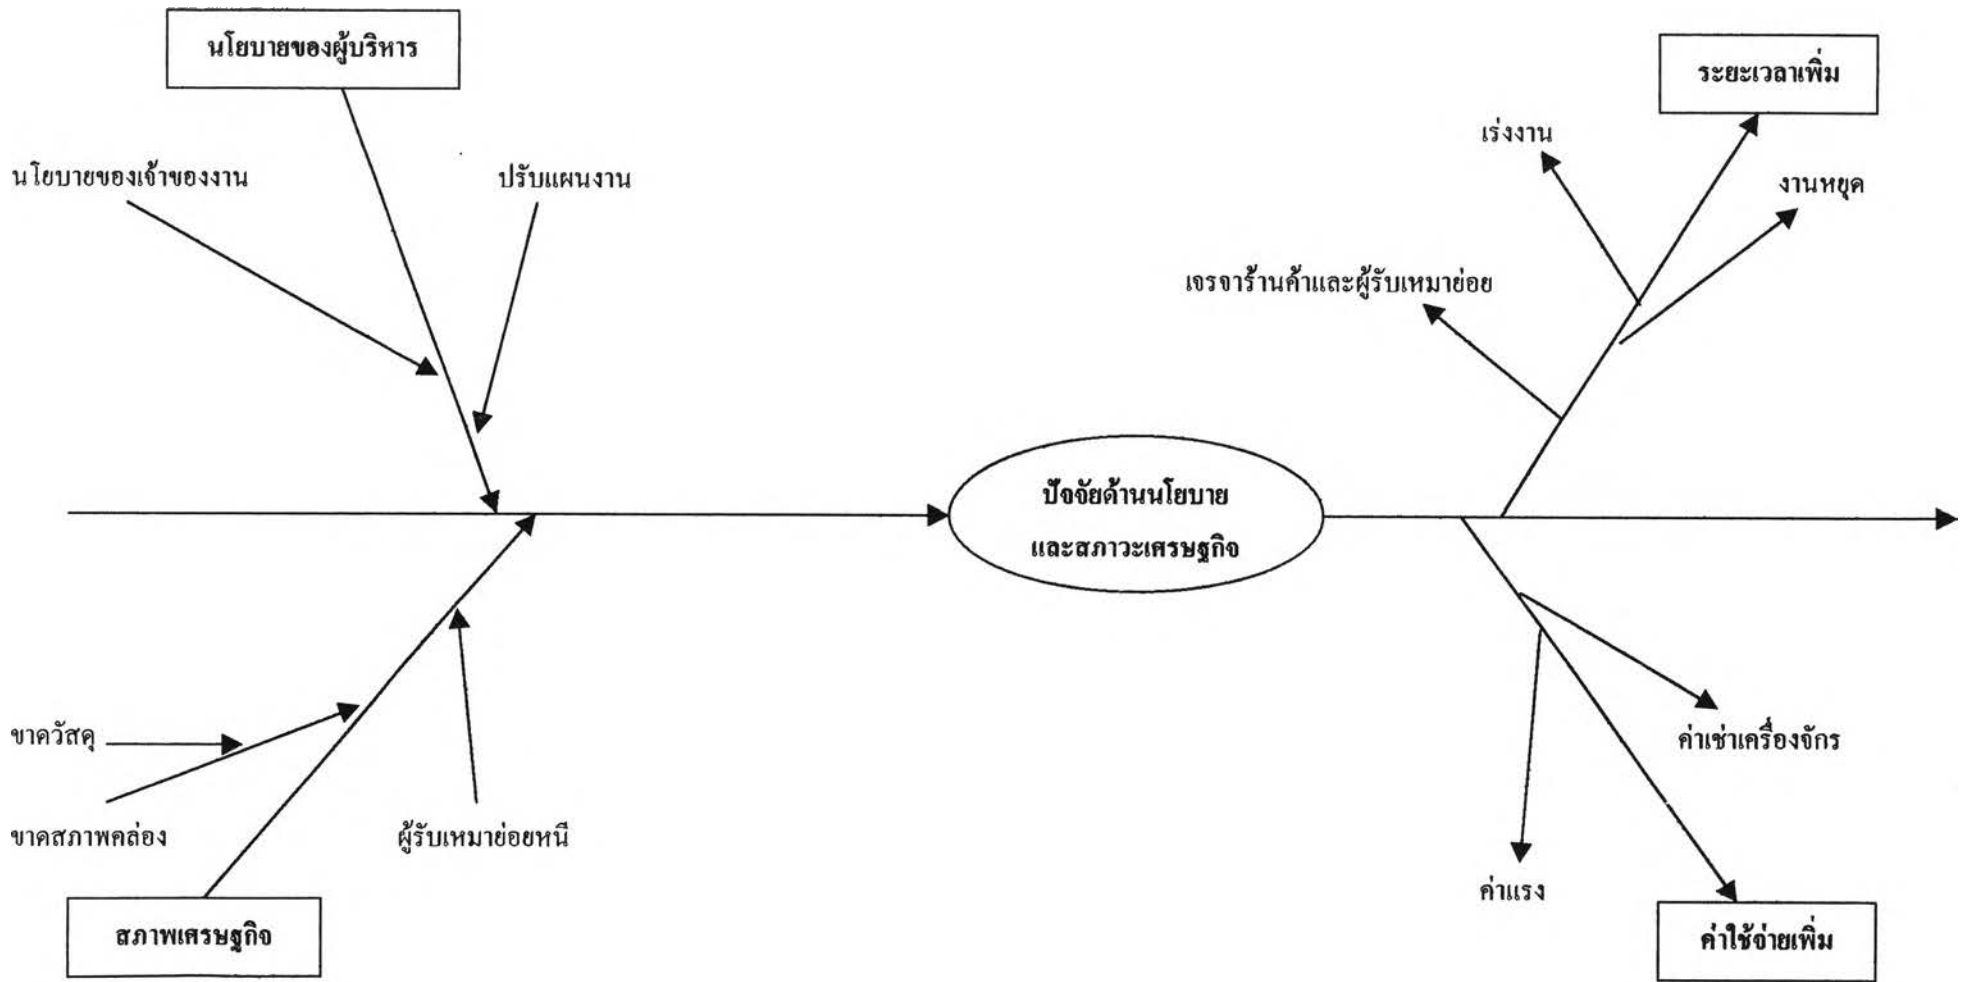 นโยบายของผู้บริหาร
ระยะเวลาเพิ่ม
เร่งงาน
นโยบายของเจ้าของงาน
ปรับแผนงาน
งานหยุด
เจรจาร้านค้าและผู้รับเหมาย่อย
ปัจจัยด้านนโยบาย
และสภาวะเศรษฐกิจ
ขาดวัสดุ
ค่าเช่าเครื่องจักร
ขาดสภาพคล่อง
ผู้รับเหมาย่อยหนี
ค่าแรง
สภาพเศรษฐกิจ
ค่าใช้จ่ายเพิ่ม